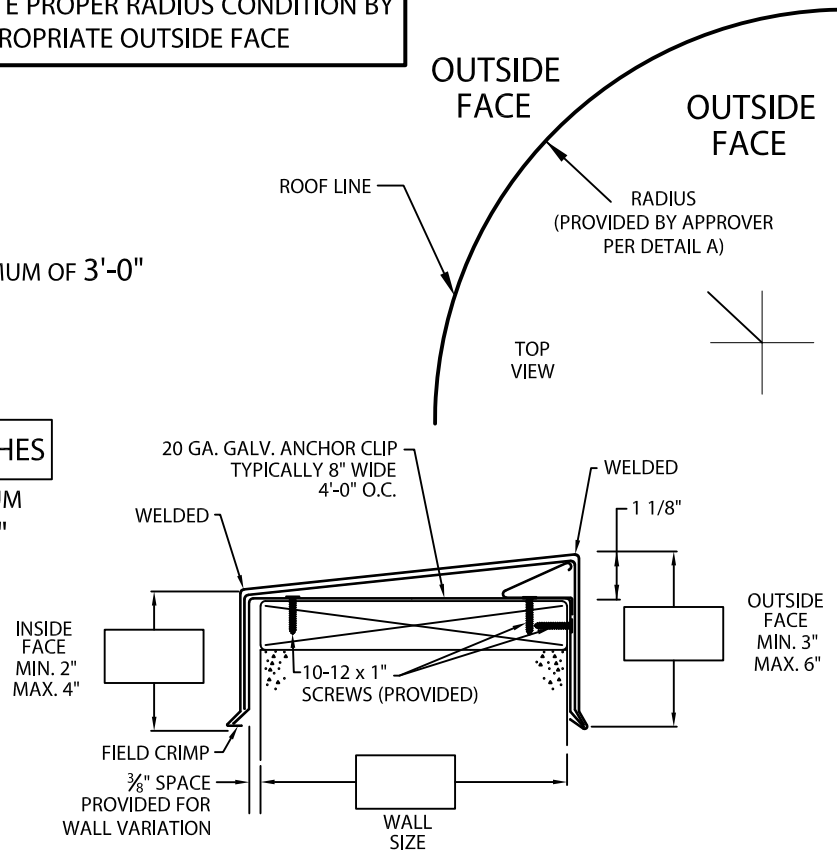 E PROPER RADIUS CONDITION BY
ROPRIATE OUTSIDE FACE
OUTSIDE
FACE
OUTSIDE
FACE
ROOF LINE
RADIUS
(PROVIDED BY APPROVER
PER DETAIL A)
MUM OF 3'-0"
TOP
VIEW
HES
UM
"
20 GA. GALV. ANCHOR CLIP
TYPICALLY 8" WIDE
4'-0" O.C.
WELDED
WELDED
1 1/8"
INSIDE
FACE
MIN. 2"
MAX. 4"
OUTSIDE
FACE
MIN. 3"
MAX. 6"
10-12 x 1"
SCREWS (PROVIDED)
FIELD CRIMP
⅜" SPACE
PROVIDED FOR
WALL VARIATION
WALL
SIZE